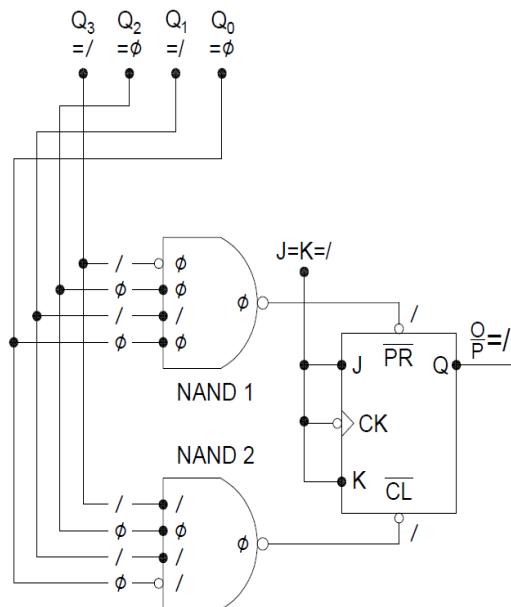 Q3 Q2 Q1 Q0
=/ =ϕ =/ =ϕ
J=K=/
/ ϕ
ϕ ϕ
/ /
ϕ ϕ
ϕ
/
NAND 1
J PR Q O/P=/
CK
K CL
NAND 2
/ /
ϕ ϕ
/ /
ϕ /
ϕ
/